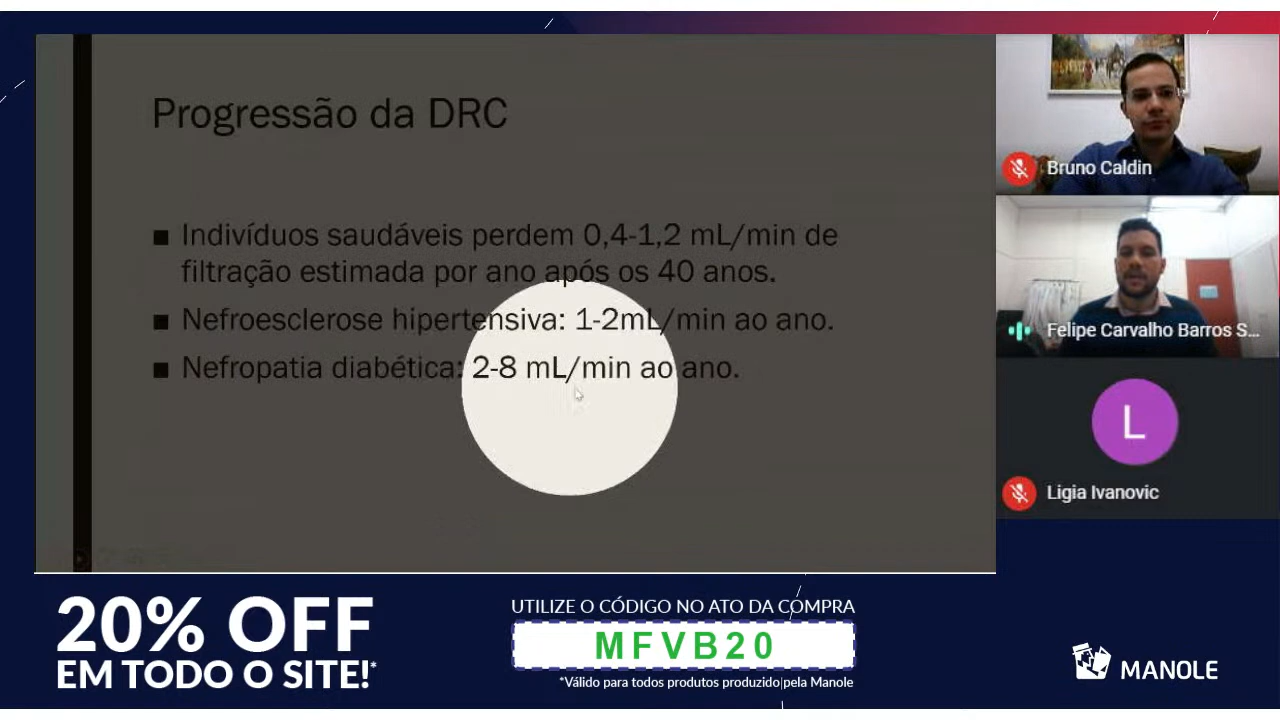 Progressão da DRC
■ Indivíduos saudáveis perdem 0,4-1,2 mL/min de
filtração estimada por ano após os 40 anos.
■ Nefroesclerose hipertensiva: 1-2mL/min ao ano.
■ Nefropatia diabética: 2-8 mL/min ao ano.
Bruno Caldin
Felipe Carvalho Barros S...
L
Ligia Ivanovic
20% OFF
EM TODO O SITE!*
UTILIZE O CÓDIGO NO ATO DA COMPRA
MFVB20
*Válido para todos produtos produzido pela Manole
MANOLE